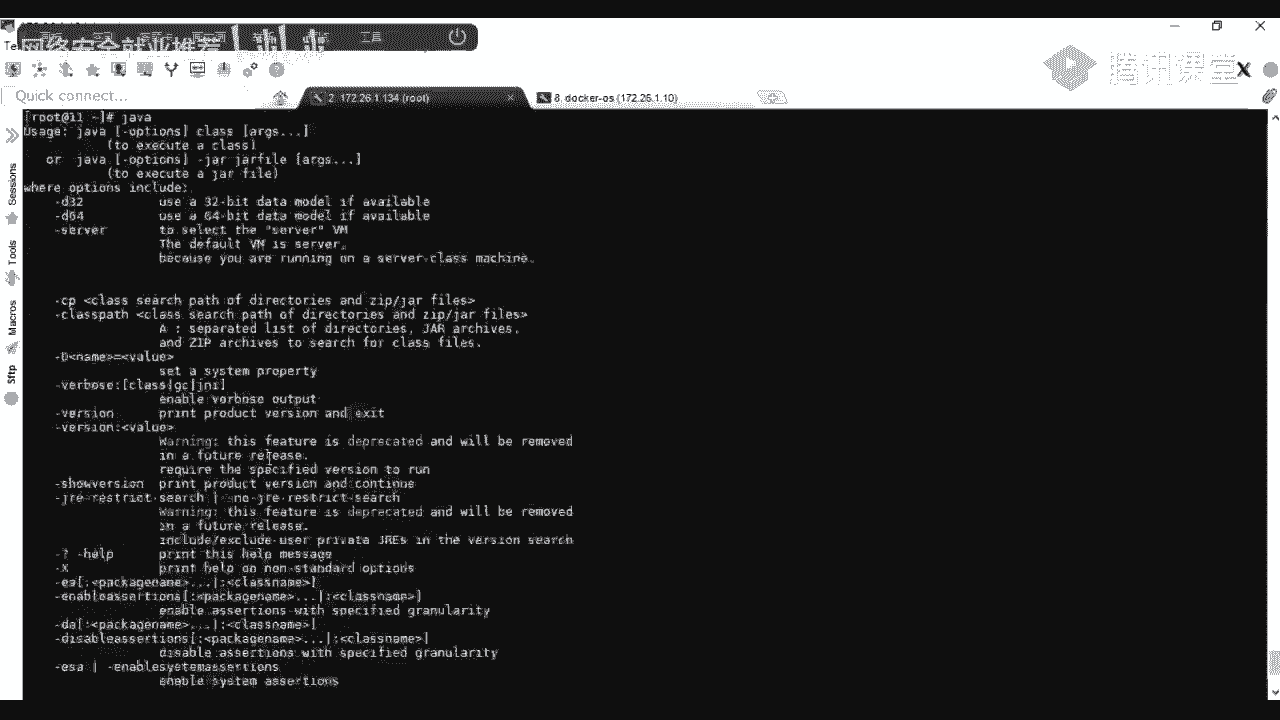 网络安全就业推荐
工具
腾讯课堂
Quick connect...
2. 172.26.1.134 (root)
8. docker-os (172.26.1.10)
Sessions
Tools
Macros
Sftp
[root@11 ~]# java
Usage: java [-options] class [args...]
(to execute a class)
or java [-options] -jar jarfile [args...]
(to execute a jar file)
where options include:
-d32 use a 32-bit data model if available
-d64 use a 64-bit data model if available
-server to select the "server" VM
The default VM is server,
because you are running on a server-class machine.
-cp <class search path of directories and zip/jar files>
-classpath <class search path of directories and zip/jar files>
A : separated list of directories, JAR archives,
and ZIP archives to search for class files.
-D<name>=<value>
set a system property
-verbose:[class|gc|jni]
enable verbose output
-version print product version and exit
-version:<value>
Warning: this feature is deprecated and will be removed
in a future release.
require the specified version to run
-showversion print product version and continue
-jre-restrict-search | -no-jre-restrict-search
Warning: this feature is deprecated and will be removed
in a future release.
include/exclude user private JREs in the version search
-? -help print this help message
-X print help on non-standard options
-ea[:<packagename>...|:<classname>]
-enableassertions[:<packagename>...|:<classname>]
enable assertions with specified granularity
-da[:<packagename>...|:<classname>]
-disableassertions[:<packagename>...|:<classname>]
disable assertions with specified granularity
-esa | -enablesystemassertions
enable system assertions